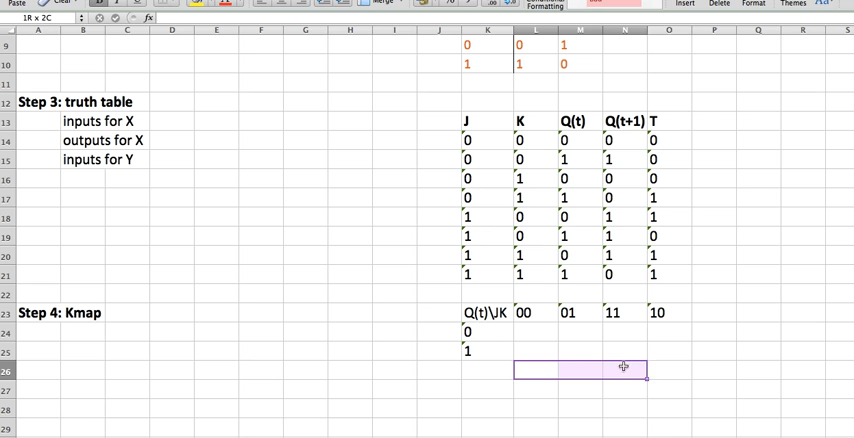 Paste Clear B I U A Merge % .00 Conditional Formatting Insert Delete Format Themes Aa
1R x 2C fx
A B C D E F G H I J K L M N O P Q R S
9 0 0 1
10 1 1 0
11
12 Step 3: truth table
13 inputs for X J K Q(t) Q(t+1) T
14 outputs for X 0 0 0 0 0
15 inputs for Y 0 0 1 1 0
16 0 1 0 0 0
17 0 1 1 0 1
18 1 0 0 1 1
19 1 0 1 1 0
20 1 1 0 1 1
21 1 1 1 0 1
22
23 Step 4: Kmap Q(t)\JK 00 01 11 10
24 0
25 1
26
27
28
29